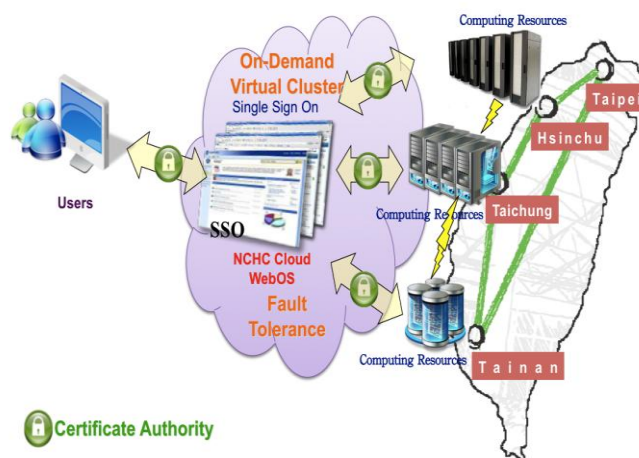 Computing Resources
On-Demand
Virtual Cluster
Single Sign On
Taipei
Hsinchu
Users
SSO
Computing Resources
Taichung
NCHC Cloud
WebOS
Fault
Tolerance
Computing Resources
Tainan
Certificate Authority